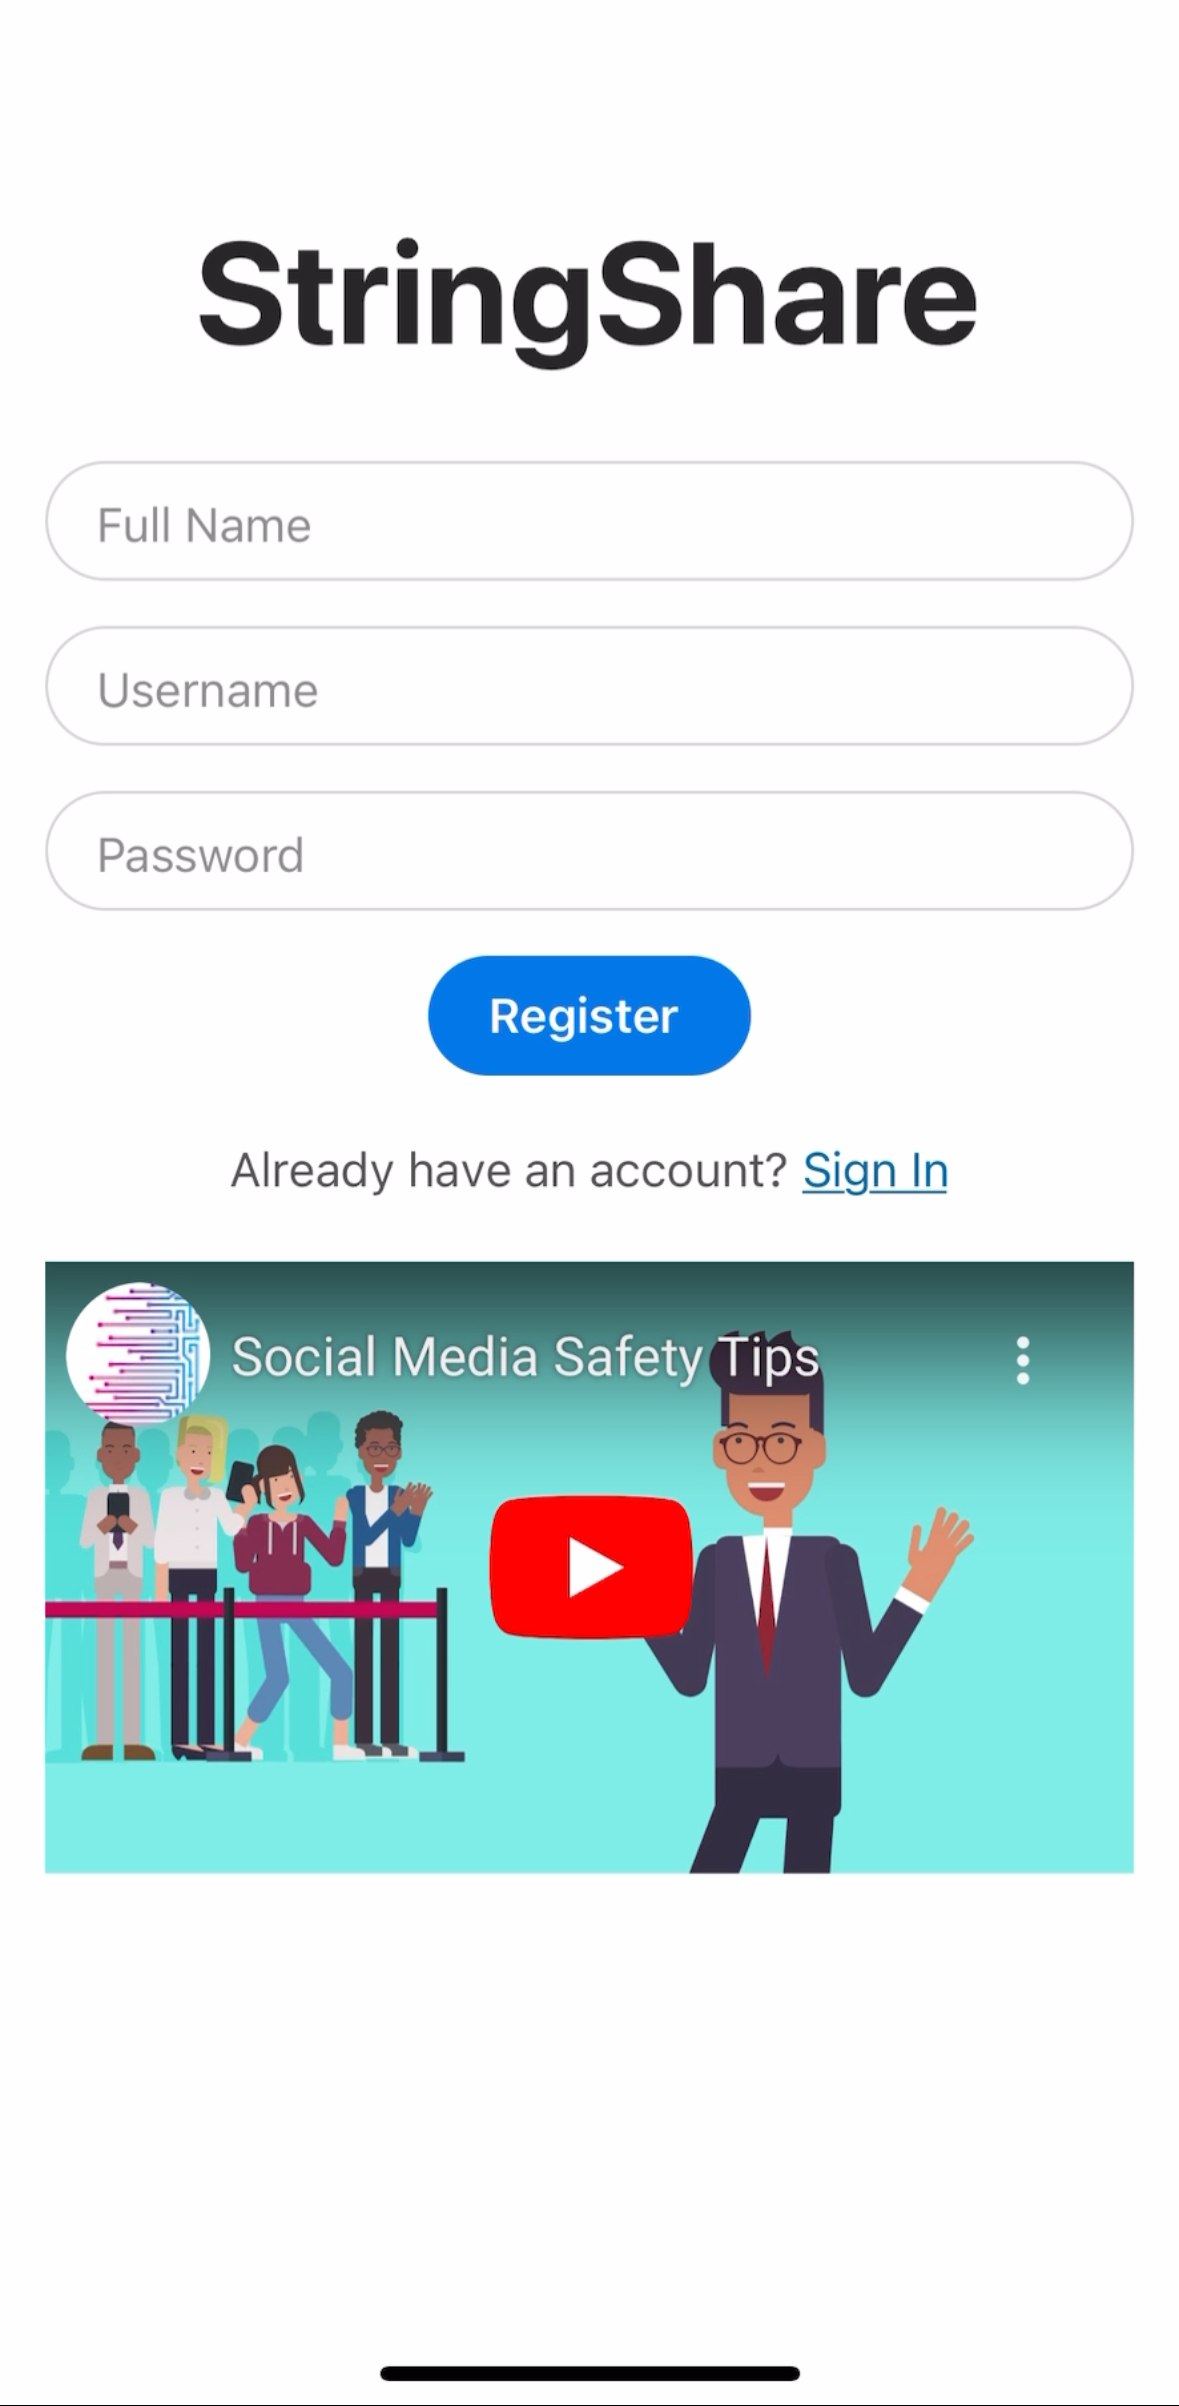 StringShare
Full Name
Username
Password
Register
Already have an account? Sign In
Social Media Safety Tips